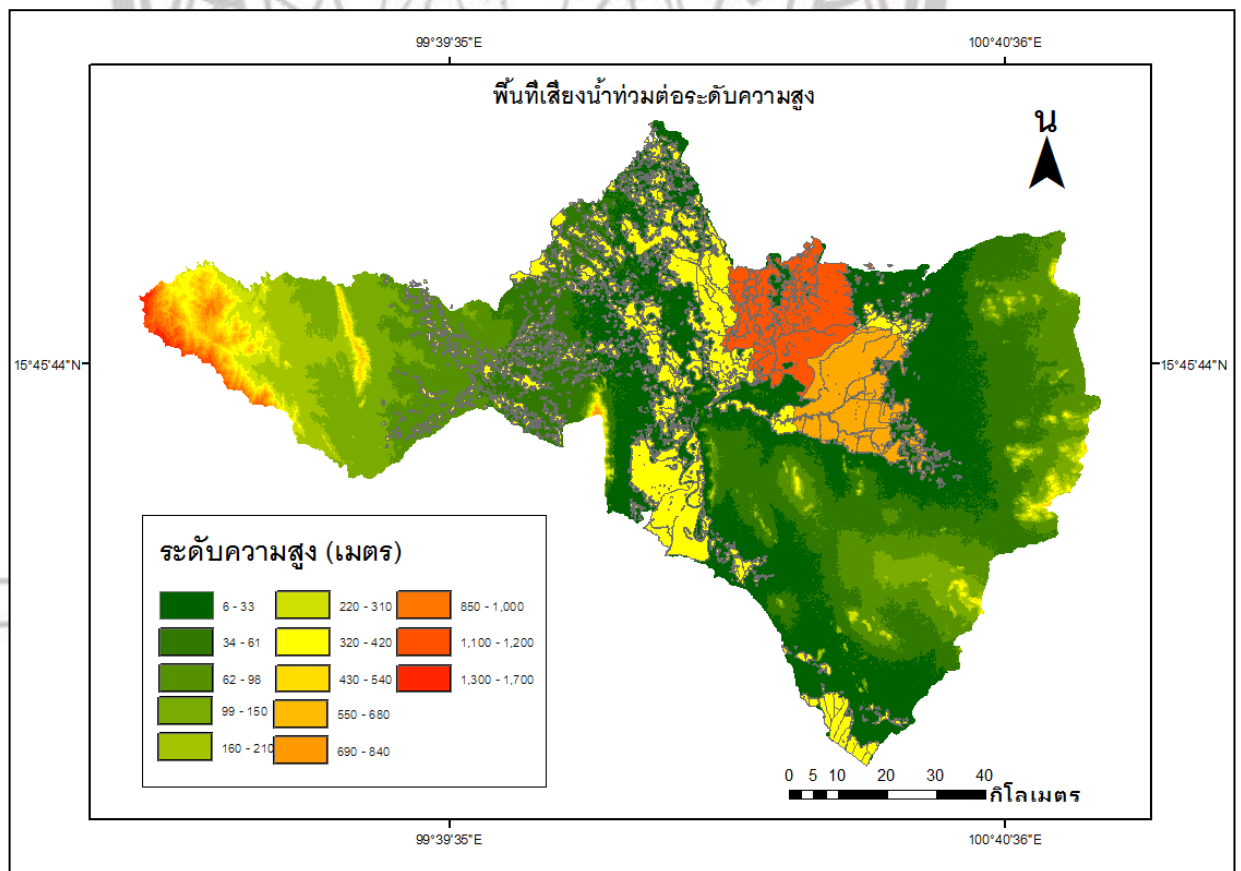 99°39'35"E 100°40'36"E
พื้นที่เสี่ยงน้ำท่วมต่อระดับความสูง
น
15°45'44"N 15°45'44"N
ระดับความสูง (เมตร)
6 - 33 220 - 310 850 - 1,000
34 - 61 320 - 420 1,100 - 1,200
62 - 98 430 - 540 1,300 - 1,700
99 - 150 550 - 680
160 - 210 690 - 840
0 5 10 20 30 40
กิโลเมตร
99°39'35"E 100°40'36"E